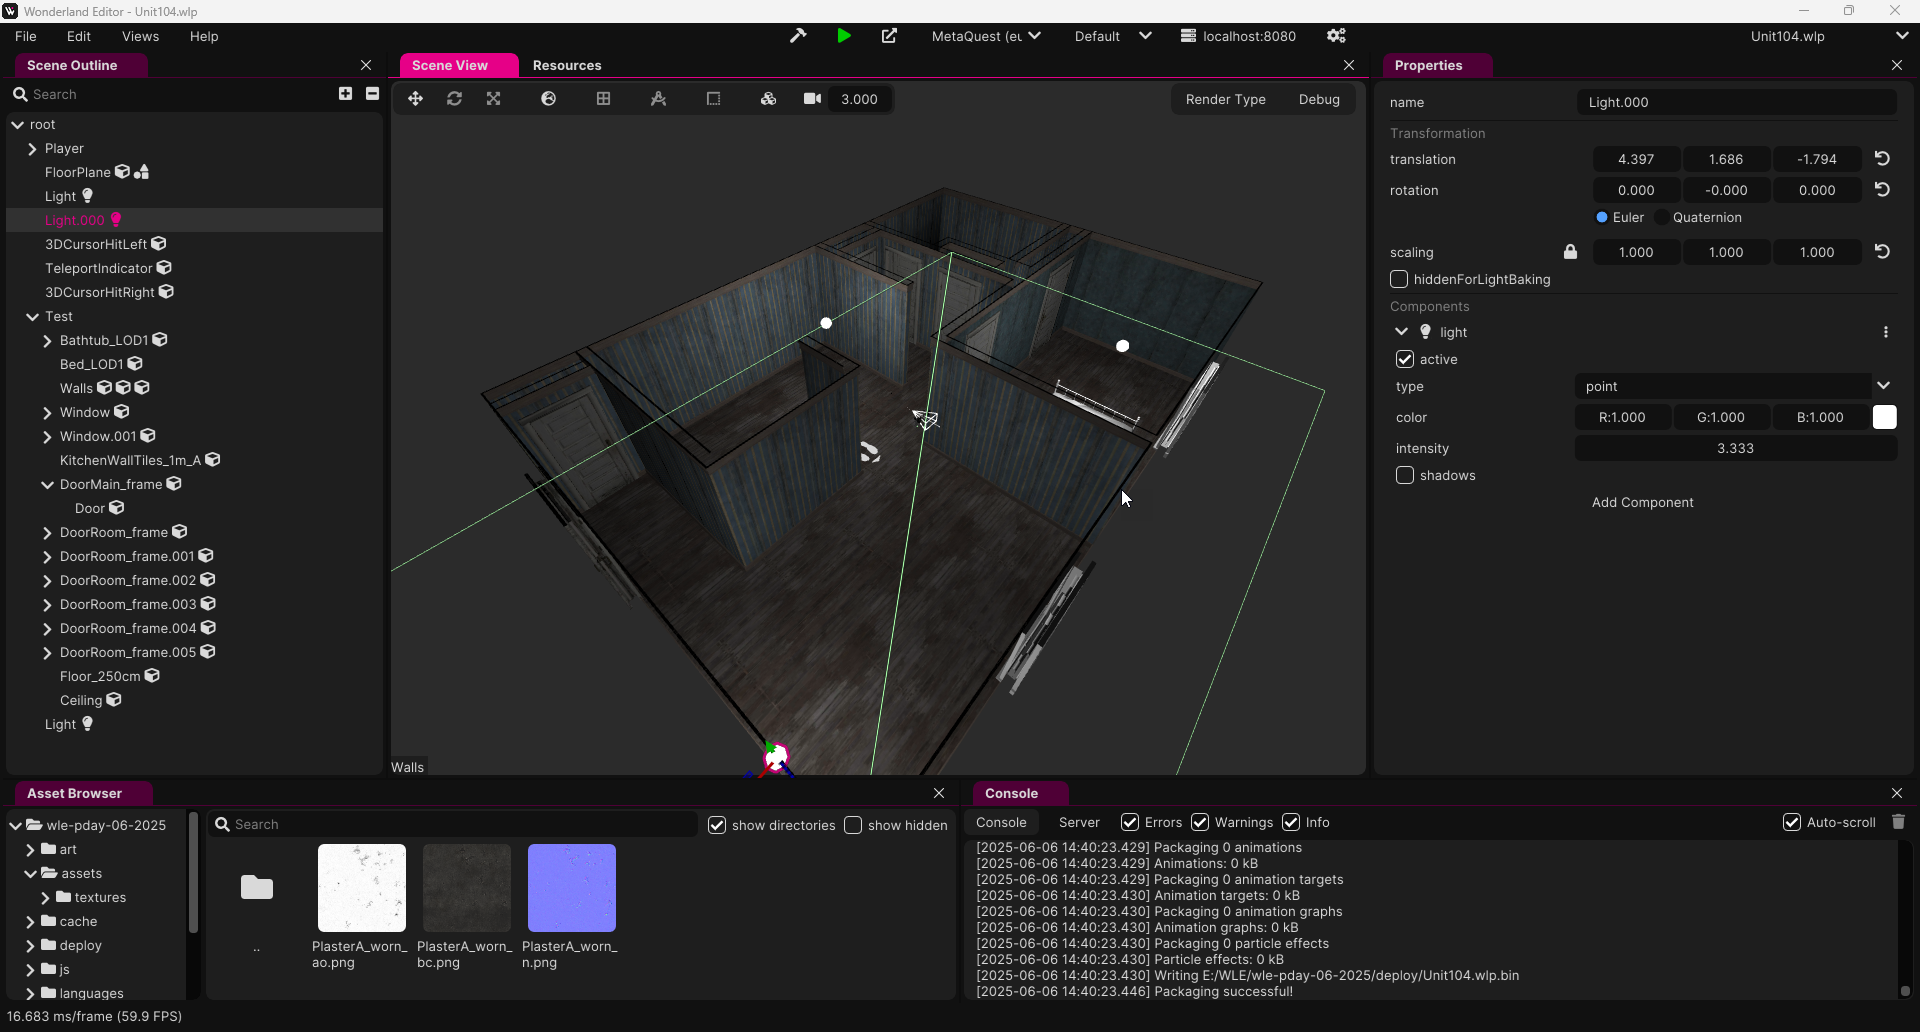 Wonderland Editor - Unit104.wlp
File Edit Views Help
MetaQuest (eu
Default
localhost:8080
Unit104.wlp
Scene Outline
Search
root
Player
FloorPlane
Light
Light.000
3DCursorHitLeft
TeleportIndicator
3DCursorHitRight
Test
Bathtub_LOD1
Bed_LOD1
Walls
Window
Window.001
KitchenWallTiles_1m_A
DoorMain_frame
Door
DoorRoom_frame
DoorRoom_frame.001
DoorRoom_frame.002
DoorRoom_frame.003
DoorRoom_frame.004
DoorRoom_frame.005
Floor_250cm
Ceiling
Light
Scene View Resources
3.000
Render Type Debug
Walls
Properties
name Light.000
Transformation
translation 4.397 1.686 -1.794
rotation 0.000 -0.000 0.000
Euler Quaternion
scaling 1.000 1.000 1.000
hiddenForLightBaking
Components
light
active
type point
color R:1.000 G:1.000 B:1.000
intensity 3.333
shadows
Add Component
Asset Browser
wle-pday-06-2025
art
assets
textures
cache
deploy
js
languages
Search
show directories show hidden
..
PlasterA_worn_
ao.png
PlasterA_worn_
bc.png
PlasterA_worn_
n.png
Console
Console Server Errors Warnings Info Auto-scroll
[2025-06-06 14:40:23.429] Packaging 0 animations
[2025-06-06 14:40:23.429] Animations: 0 kB
[2025-06-06 14:40:23.429] Packaging 0 animation targets
[2025-06-06 14:40:23.430] Animation targets: 0 kB
[2025-06-06 14:40:23.430] Packaging 0 animation graphs
[2025-06-06 14:40:23.430] Animation graphs: 0 kB
[2025-06-06 14:40:23.430] Packaging 0 particle effects
[2025-06-06 14:40:23.430] Particle effects: 0 kB
[2025-06-06 14:40:23.430] Writing E:/WLE/wle-pday-06-2025/deploy/Unit104.wlp.bin
[2025-06-06 14:40:23.446] Packaging successful!
16.683 ms/frame (59.9 FPS)